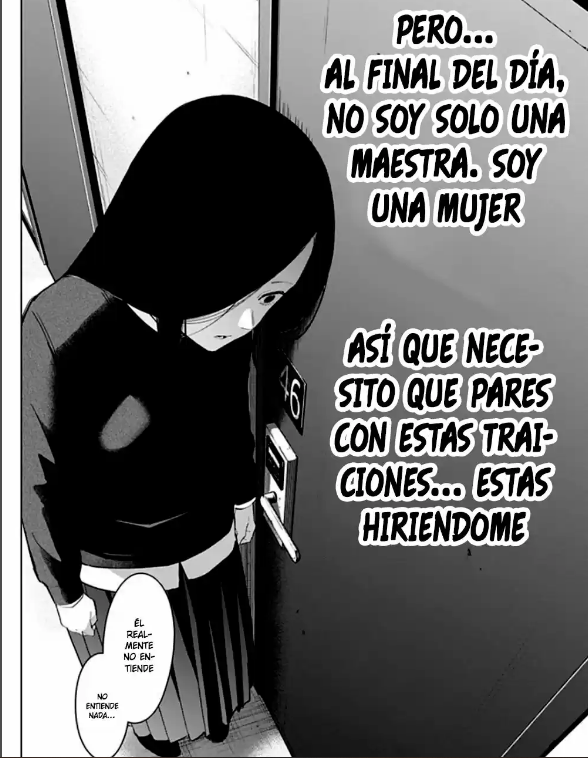 PERO...
AL FINAL DEL DÍA,
NO SOY SOLO UNA
MAESTRA. SOY
UNA MUJER
ASÍ QUE NECE-
SITO QUE PARES
CON ESTAS TRAI-
CIONES... ESTAS
HIRIENDOME
46
ÉL
REAL-
MENTE
NO EN-
TIENDE
NO
ENTIENDE
NADA...